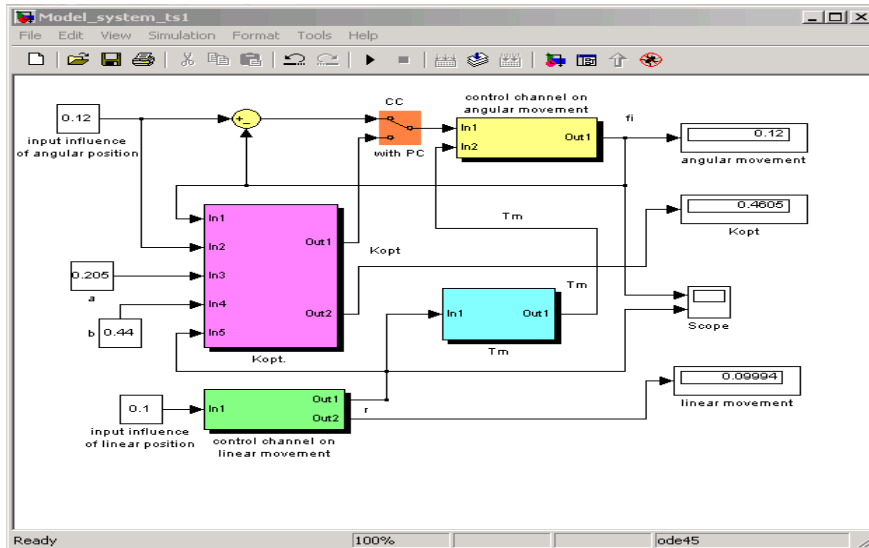 Model_system_ts1
File Edit View Simulation Format Tools Help
CC
control channel on
angular movement
0.12
input influence
of angular position
+
-
with PC
In1
In2
Out1
fi
0.12
angular movement
In1
In2
In3
In4
In5
Out1
Out2
Kopt.
Kopt
Tm
0.4605
Kopt
0.205
a
b
0.44
In1
Out1
Tm
Tm
Scope
0.1
input influence
of linear position
In1
Out1
Out2
r
control channel on
linear movement
0.09994
linear movement
Ready 100% ode45